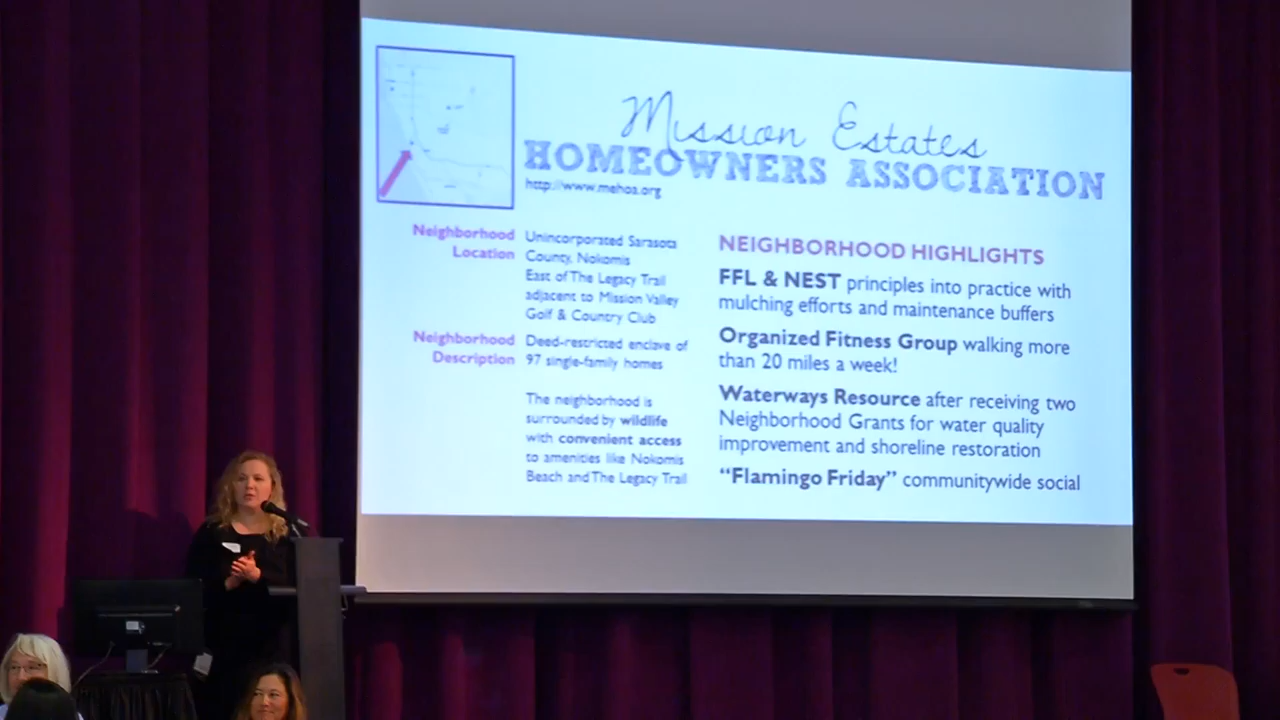 Mission Estates
HOMEOWNERS ASSOCIATION
http://www.mehoa.org
Neighborhood
Location
Unincorporated Sarasota
County, Nokomis
East of The Legacy Trail
adjacent to Mission Valley
Golf & Country Club
Neighborhood
Description
Deed-restricted enclave of
97 single-family homes
The neighborhood is
surrounded by wildlife
with convenient access
to amenities like Nokomis
Beach and The Legacy Trail
NEIGHBORHOOD HIGHLIGHTS
FFL & NEST principles into practice with
mulching efforts and maintenance buffers
Organized Fitness Group walking more
than 20 miles a week!
Waterways Resource after receiving two
Neighborhood Grants for water quality
improvement and shoreline restoration
“Flamingo Friday” communitywide social